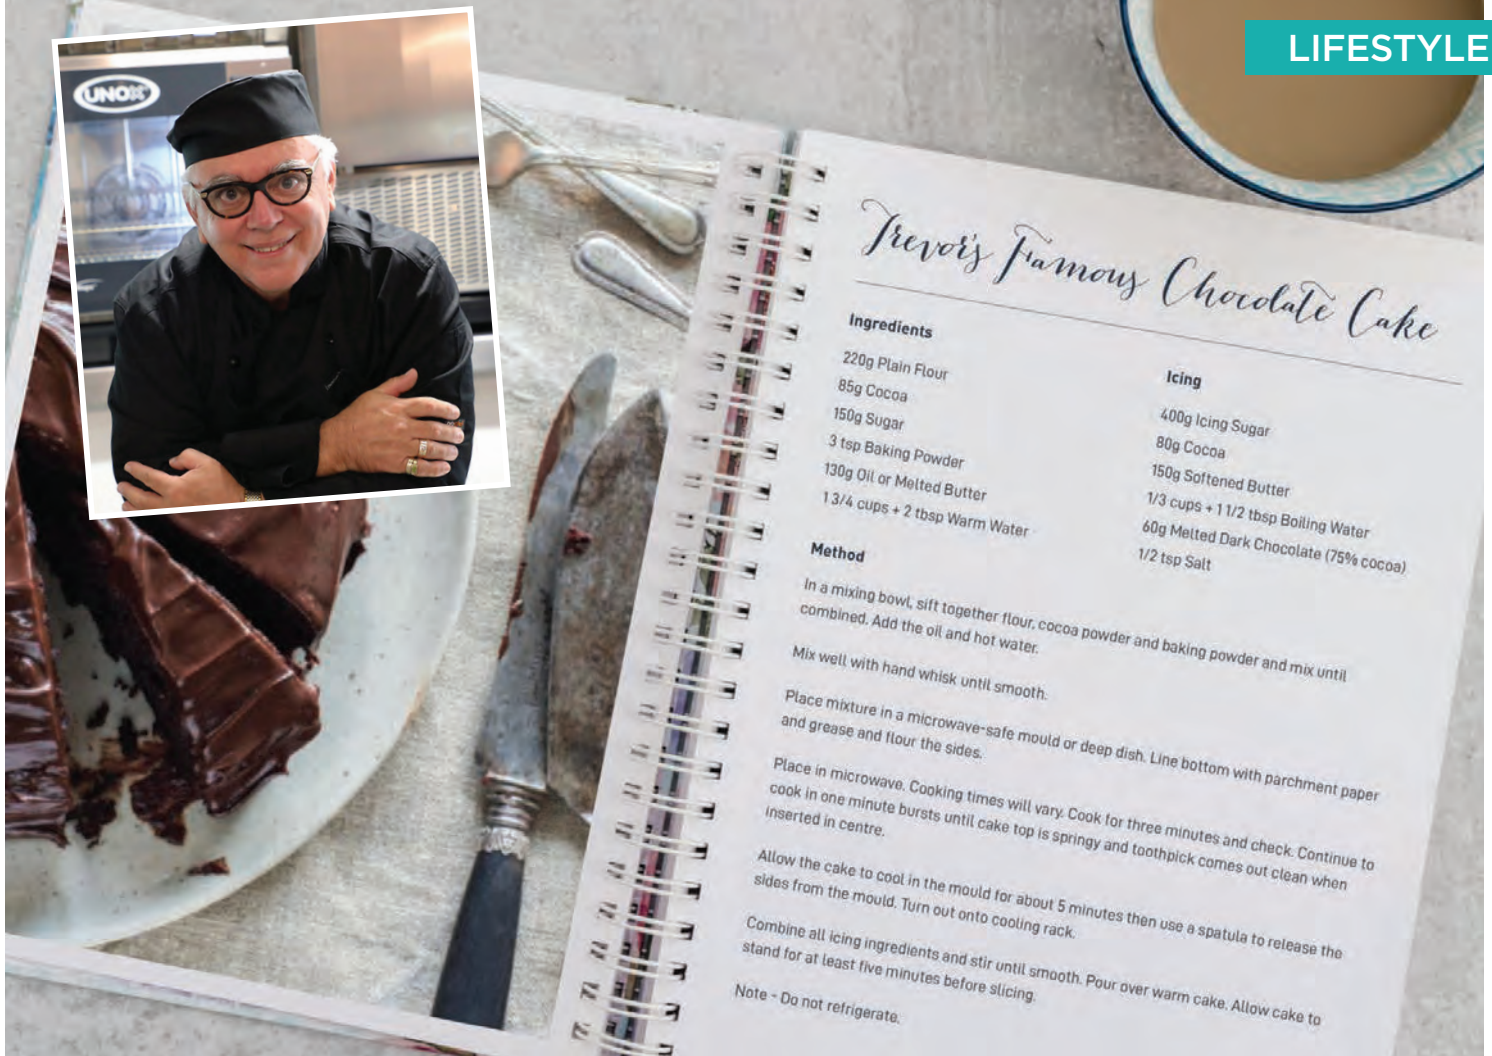 LIFESTYLE
UNOX
Trevor's Famous Chocolate Cake
Ingredients
220g Plain Flour
85g Cocoa
150g Sugar
3 tsp Baking Powder
130g Oil or Melted Butter
1 3/4 cups + 2 tbsp Warm Water
Icing
400g Icing Sugar
80g Cocoa
150g Softened Butter
1/3 cups + 1 1/2 tbsp Boiling Water
60g Melted Dark Chocolate (75% cocoa)
1/2 tsp Salt
Method
In a mixing bowl, sift together flour, cocoa powder and baking powder and mix until
combined. Add the oil and hot water.
Mix well with hand whisk until smooth.
Place mixture in a microwave-safe mould or deep dish. Line bottom with parchment paper
and grease and flour the sides.
Place in microwave. Cooking times will vary. Cook for three minutes and check. Continue to
cook in one minute bursts until cake top is springy and toothpick comes out clean when
inserted in centre.
Allow the cake to cool in the mould for about 5 minutes then use a spatula to release the
sides from the mould. Turn out onto cooling rack.
Combine all icing ingredients and stir until smooth. Pour over warm cake. Allow cake to
stand for at least five minutes before slicing.
Note - Do not refrigerate.